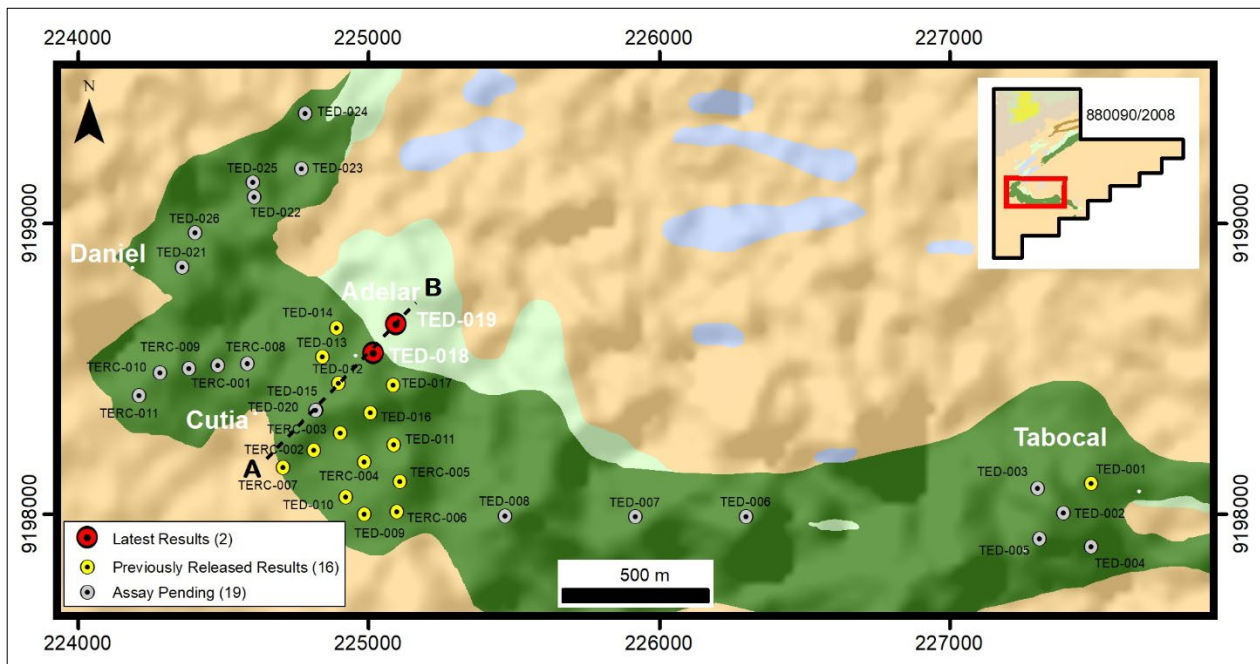 224000 225000 226000 227000
N
880090/2008
TED-024
TED-025
TED-023
TED-022
9199000 9199000
TED-026
Daniel
TED-021
B
Adelar
TED-014
TED-019
TERC-009
TERC-008
TED-013
TED-018
TERC-010
TED-012
TERC-001
TED-015
TED-017
TERC-011
TED-020
Cutia
TED-016
TERC-003
Tabocal
TERC-002
TED-011
A
TERC-004
TERC-005
TED-003
TED-001
TERC-007
TED-010
TERC-006
TED-008
TED-007
TED-006
TED-002
9198000 9198000
TED-009
TED-005
TED-004
Latest Results (2)
Previously Released Results (16)
Assay Pending (19)
500 m
224000 225000 226000 227000